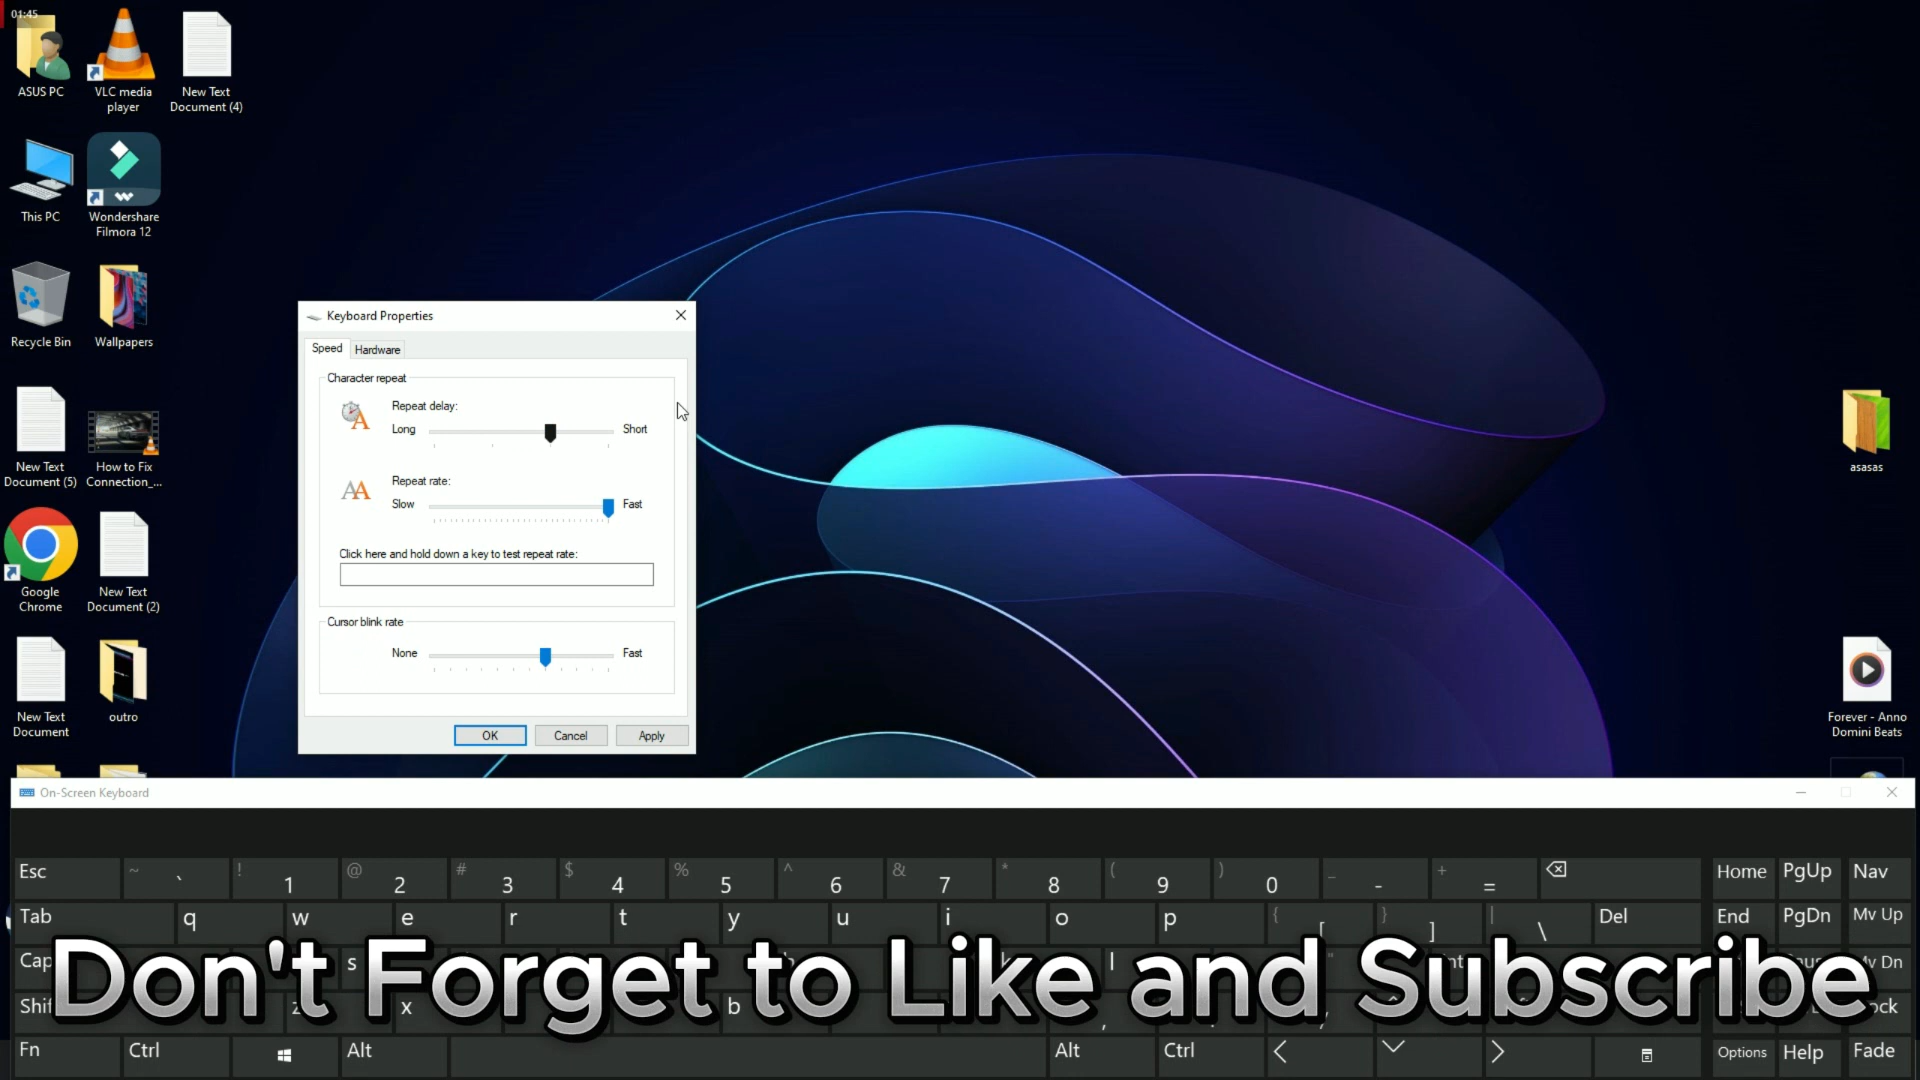 01:45
ASUS PC
VLC media
player
New Text
Document (4)
This PC
Wondershare
Filmora 12
Recycle Bin
Wallpapers
New Text
Document (5)
How to Fix
Connection_...
Google
Chrome
New Text
Document (2)
New Text
Document
outro
asasas
Forever - Anno
Domini Beats
Keyboard Properties
Speed Hardware
Character repeat
Repeat delay:
Long Short
Repeat rate:
Slow Fast
Click here and hold down a key to test repeat rate:
Cursor blink rate
None Fast
OK Cancel Apply
On-Screen Keyboard
Esc ~ ` ! 1 @ 2 # 3 $ 4 % 5 ^ 6 & 7 * 8 ( 9 ) 0 _ - + = Home PgUp Nav
Tab q w e r t y u i o p { [ } ] | \ Del End PgDn Mv Up
Don't Forget to Like and Subscribe
Fn Ctrl Alt Alt Ctrl Options Help Fade